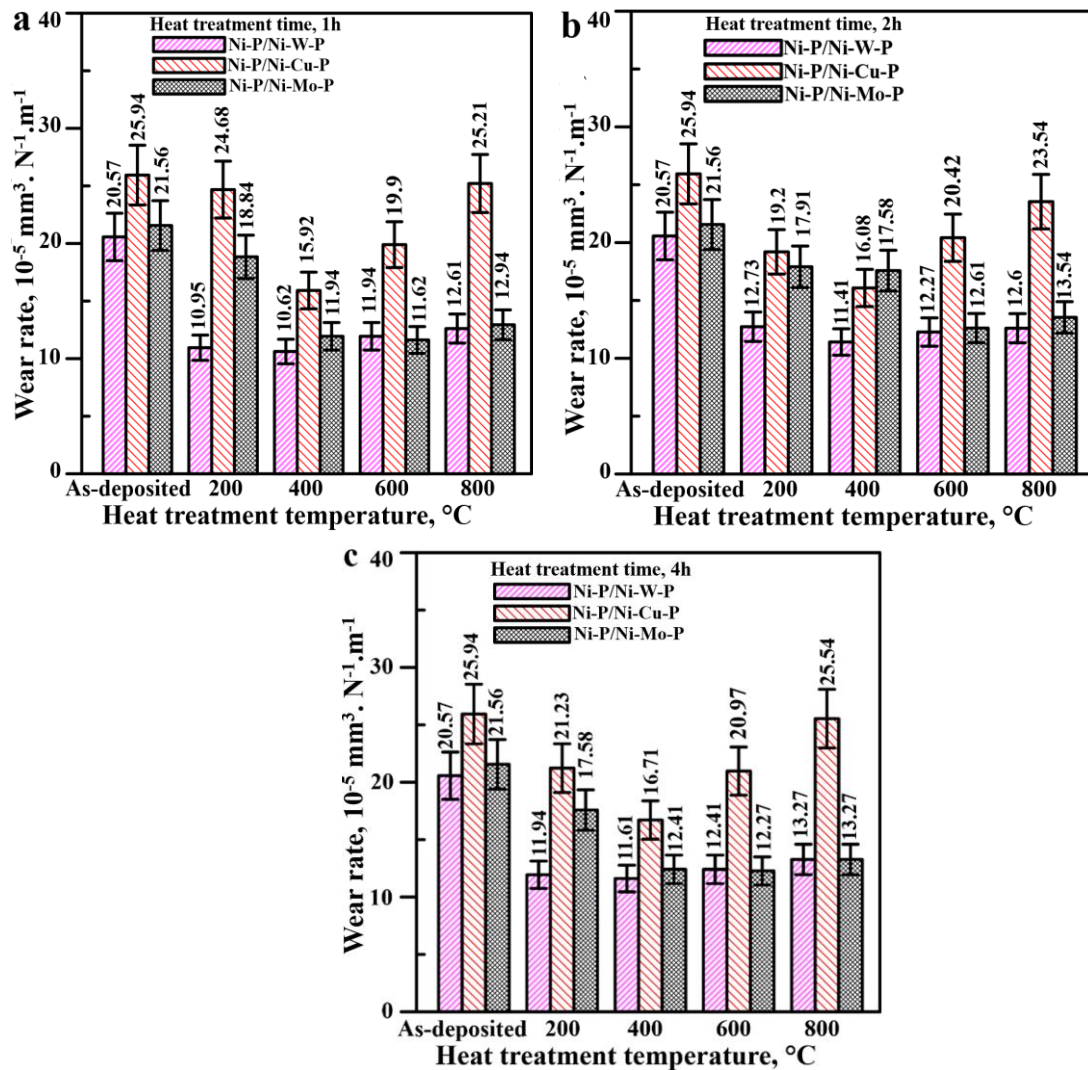 a
Heat treatment time, 1h
Ni-P/Ni-W-P
Ni-P/Ni-Cu-P
Ni-P/Ni-Mo-P
Wear rate, 10⁻⁵ mm³. N⁻¹.m⁻¹
40
30
20
10
0
20.57
25.94
21.56
10.95
24.68
18.84
10.62
15.92
11.94
11.94
19.9
11.62
12.61
25.21
12.94
As-deposited 200 400 600 800
Heat treatment temperature, °C
b
Heat treatment time, 2h
Ni-P/Ni-W-P
Ni-P/Ni-Cu-P
Ni-P/Ni-Mo-P
Wear rate, 10⁻⁵ mm³. N⁻¹.m⁻¹
40
30
20
10
0
20.57
25.94
21.56
12.73
19.2
17.91
11.41
16.08
17.58
12.27
20.42
12.61
12.6
23.54
13.54
As-deposited 200 400 600 800
Heat treatment temperature, °C
c
Heat treatment time, 4h
Ni-P/Ni-W-P
Ni-P/Ni-Cu-P
Ni-P/Ni-Mo-P
Wear rate, 10⁻⁵ mm³. N⁻¹.m⁻¹
40
30
20
10
0
20.57
25.94
21.56
11.94
21.23
17.58
11.61
16.71
12.41
12.41
20.97
12.27
13.27
25.54
13.27
As-deposited 200 400 600 800
Heat treatment temperature, °C